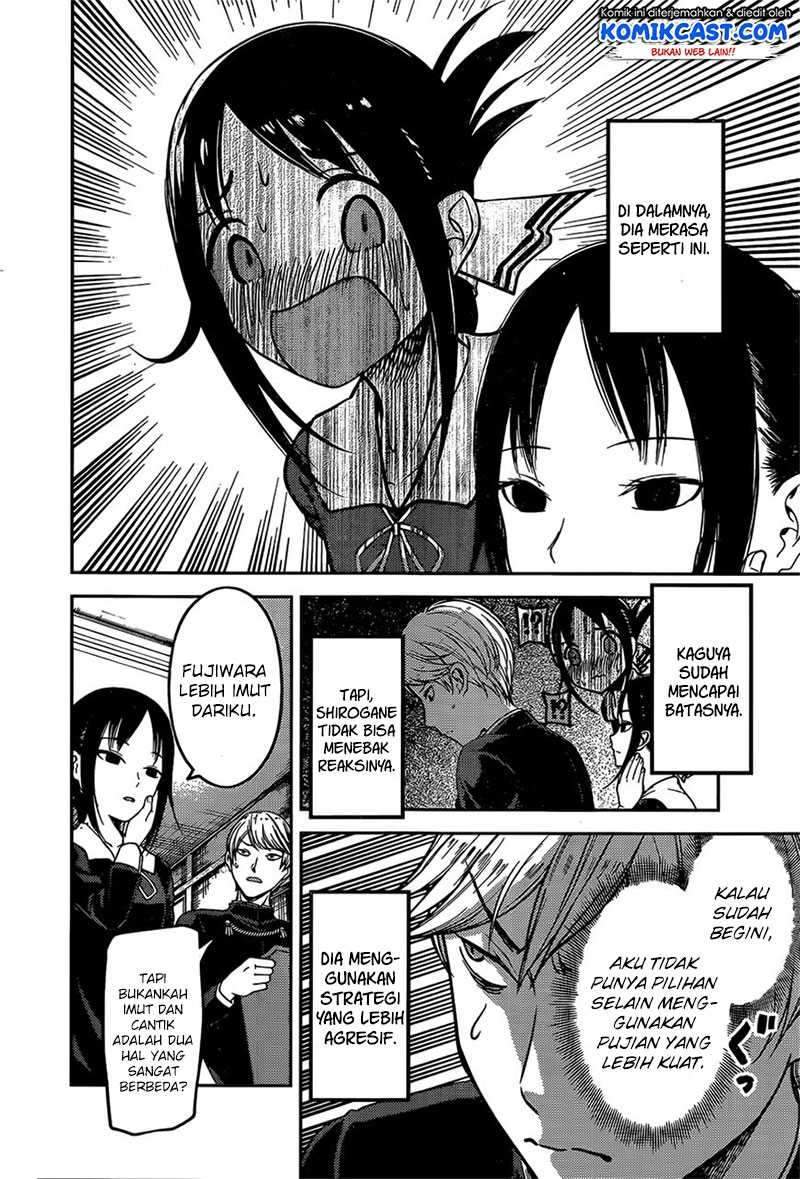 Komik ini diterjemahkan & diedit oleh
KOMIKCAST.COM
BUKAN WEB LAIN!!
DI DALAMNYA,
DIA MERASA
SEPERTI INI.
KAGUYA
SUDAH
MENCAPAI
BATASNYA.
!?
!?
TAPI,
SHIROGANE
TIDAK BISA
MENEBAK
REAKSINYA.
FUJIWARA
LEBIH IMUT
DARIKU.
TAPI
BUKANKAH
IMUT DAN
CANTIK
ADALAH DUA
HAL YANG
SANGAT
BERBEDA?
KALAU
SUDAH
BEGINI,
AKU TIDAK
PUNYA PILIHAN
SELAIN MENG-
GUNAKAN
PUJIAN YANG
LEBIH KUAT.
DIA MENG-
GUNAKAN
STRATEGI
YANG LEBIH
AGRESIF.